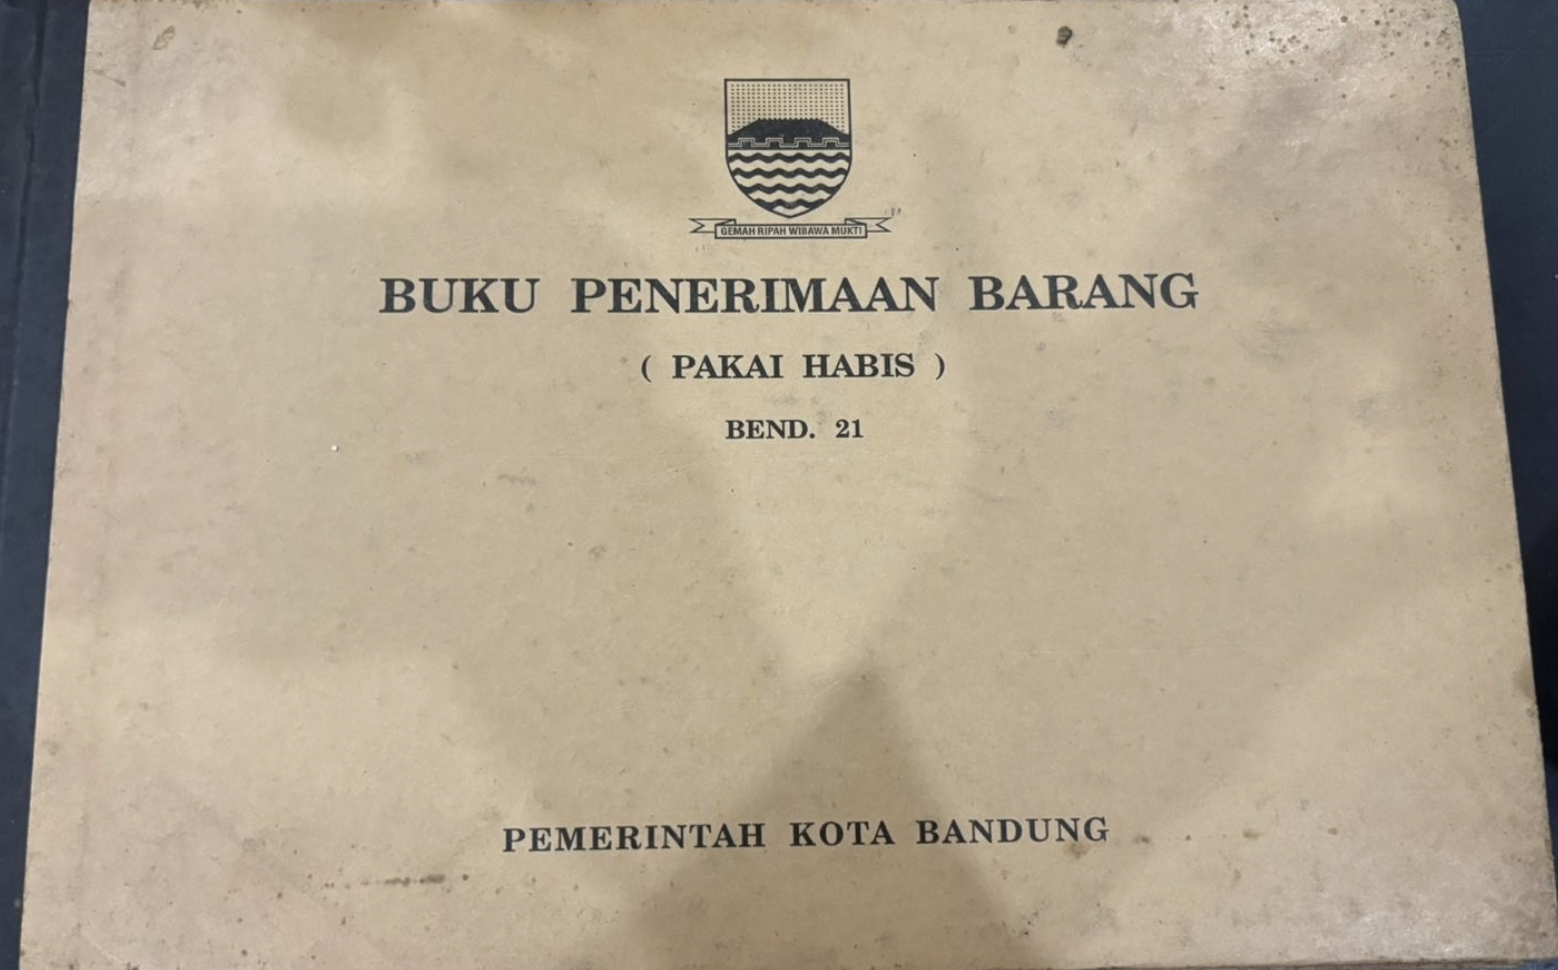 GEMAH RIPAH WIBAWA MUKTI
BUKU PENERIMAAN BARANG
( PAKAI HABIS )
BEND. 21
PEMERINTAH KOTA BANDUNG